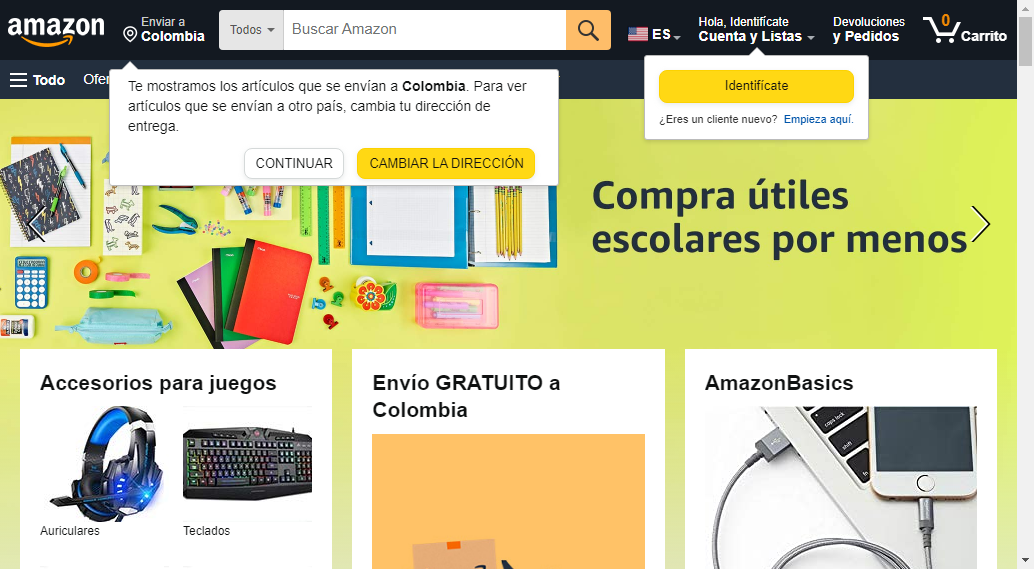 amazon
Enviar a
Colombia
Todos
Buscar Amazon
ES
Hola, Identifícate
Cuenta y Listas
Devoluciones
y Pedidos
0
Carrito
Todo
Te mostramos los artículos que se envían a Colombia. Para ver
artículos que se envían a otro país, cambia tu dirección de
entrega.
CONTINUAR
CAMBIAR LA DIRECCIÓN
Identifícate
¿Eres un cliente nuevo? Empieza aquí.
Compra útiles
escolares por menos
Accesorios para juegos
Auriculares
Teclados
Envío GRATUITO a
Colombia
AmazonBasics
caps lock
shift